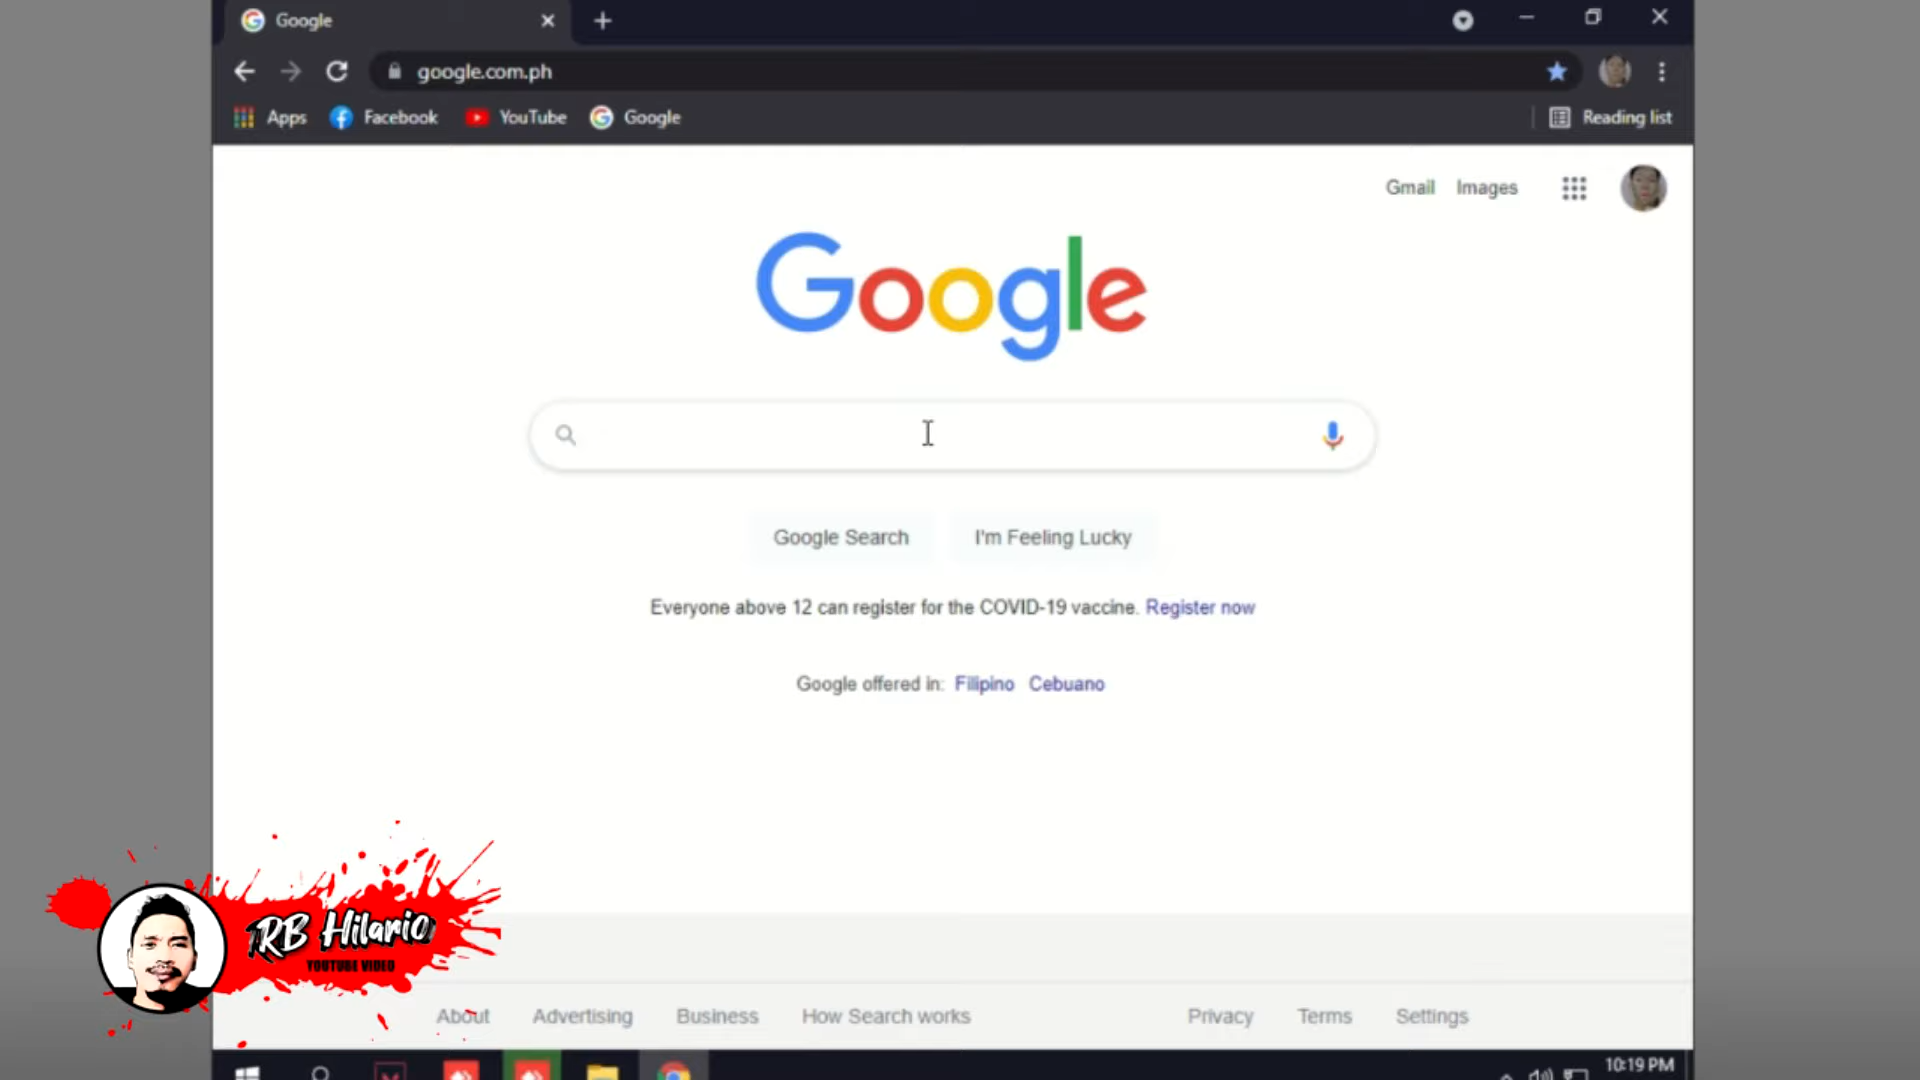 Google
google.com.ph
Apps Facebook YouTube Google Reading list
Gmail Images
Google
Google Search I'm Feeling Lucky
Everyone above 12 can register for the COVID-19 vaccine. Register now
Google offered in: Filipino Cebuano
RB Hilario
YOUTUBE VIDEO
About Advertising Business How Search works Privacy Terms Settings
10:19 PM